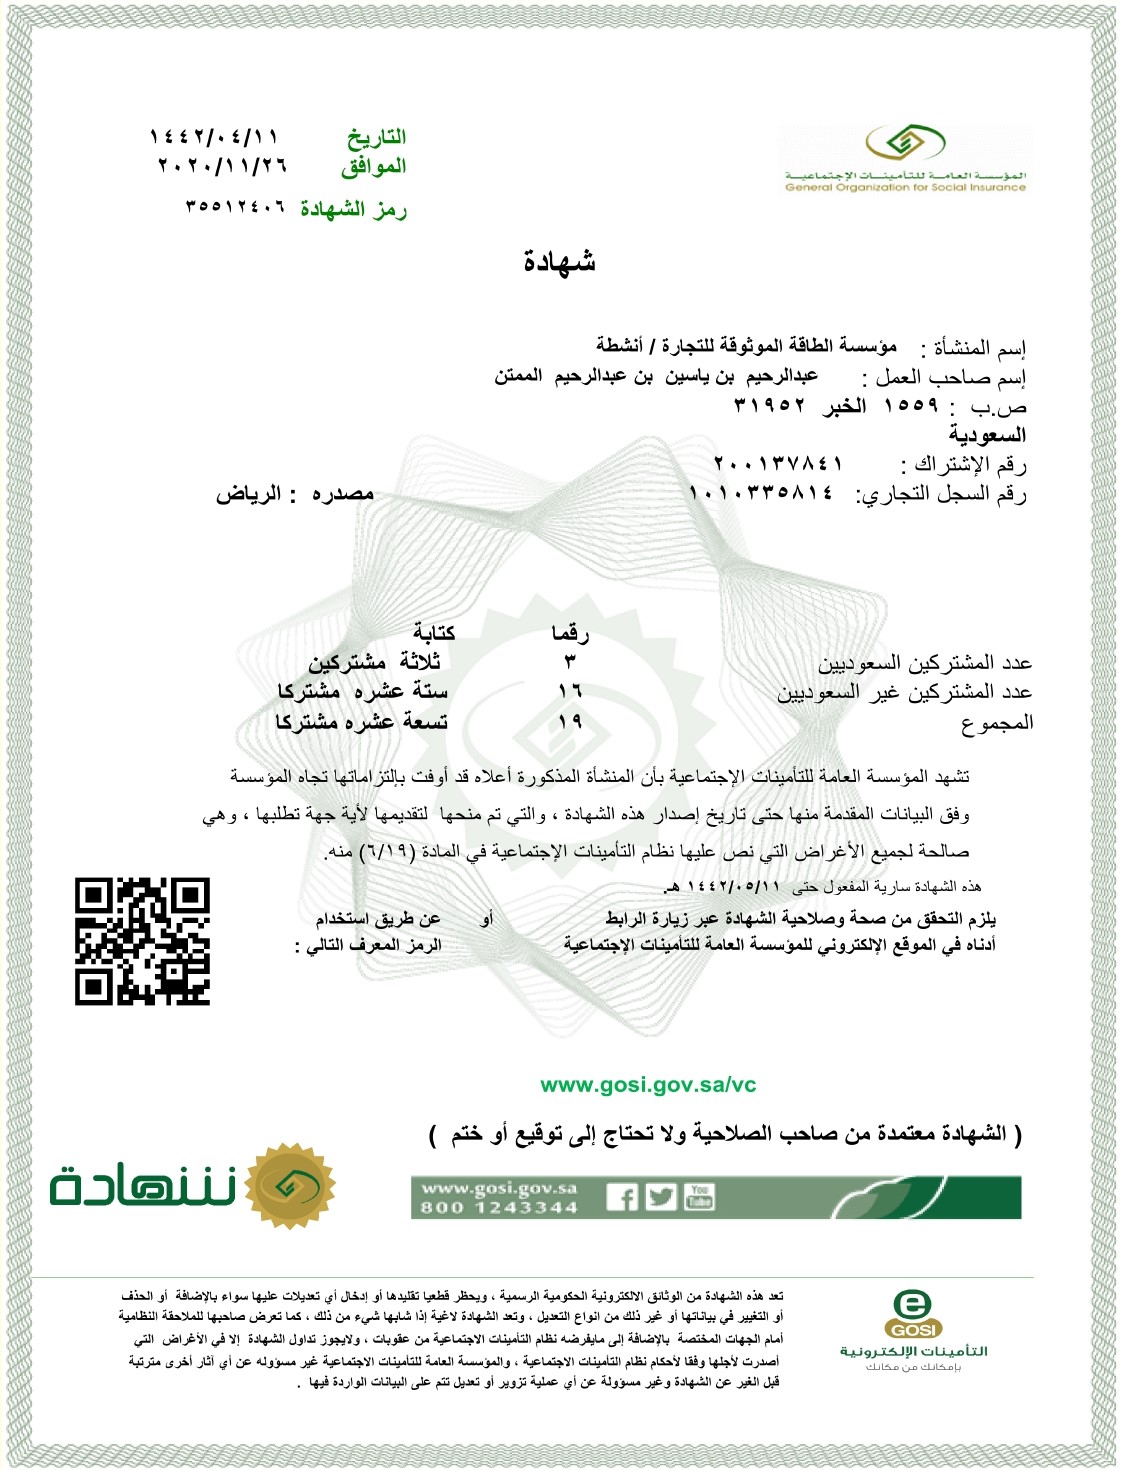 المؤسسة العامة للتأمينات الإجتماعية
General Organization for Social Insurance
التاريخ ١٤٤٢/٠٤/١١
الموافق ٢٠٢٠/١١/٢٦
رمز الشهادة ٣٥٥١٢٤٠٦
شهادة
إسم المنشأة : مؤسسة الطاقة الموثوقة للتجارة / أنشطة
إسم صاحب العمل : عبدالرحيم بن ياسين بن عبدالرحيم الممتن
ص.ب : ١٥٥٩ الخبر ٣١٩٥٢
السعودية
رقم الإشتراك : ٢٠٠١٣٧٨٤١
رقم السجل التجاري: ١٠١٠٣٣٥٨١٤ مصدره : الرياض
رقما كتابة
عدد المشتركين السعوديين ٣ ثلاثة مشتركين
عدد المشتركين غير السعوديين ١٦ ستة عشره مشتركا
المجموع ١٩ تسعة عشره مشتركا
تشهد المؤسسة العامة للتأمينات الإجتماعية بأن المنشأة المذكورة أعلاه قد أوفت بإلتزاماتها تجاه المؤسسة
وفق البيانات المقدمة منها حتى تاريخ إصدار هذه الشهادة ، والتي تم منحها لتقديمها لأية جهة تطلبها ، وهي
صالحة لجميع الأغراض التي نص عليها نظام التأمينات الإجتماعية في المادة (٦/١٩) منه.
هذه الشهادة سارية المفعول حتى ١٤٤٢/٠٥/١١ هـ.
يلزم التحقق من صحة وصلاحية الشهادة عبر زيارة الرابط أو عن طريق استخدام
أدناه في الموقع الإلكتروني للمؤسسة العامة للتأمينات الإجتماعية الرمز المعرف التالي :
www.gosi.gov.sa/vc
( الشهادة معتمدة من صاحب الصلاحية ولا تحتاج إلى توقيع أو ختم )
شهادة
www.gosi.gov.sa
800 1243344
You Tube
تعد هذه الشهادة من الوثائق الالكترونية الحكومية الرسمية ، ويحظر قطعيا تقليدها أو إدخال أي تعديلات عليها سواء بالإضافة أو الحذف
أو التغيير في بياناتها أو غير ذلك من انواع التعديل ، وتعد الشهادة لاغية إذا شابها شيء من ذلك ، كما تعرض صاحبها للملاحقة النظامية
أمام الجهات المختصة بالإضافة إلى مايفرضه نظام التأمينات الاجتماعية من عقوبات ، ولايجوز تداول الشهادة إلا في الأغراض التي
أصدرت لأجلها وفقا لأحكام نظام التأمينات الاجتماعية ، والمؤسسة العامة للتأمينات الاجتماعية غير مسؤوله عن أي آثار أخرى مترتبة
قبل الغير عن الشهادة وغير مسؤولة عن أي عملية تزوير أو تعديل تتم على البيانات الواردة فيها .
e
GOSI
التأمينات الإلكترونية
بإمكانك من مكانك